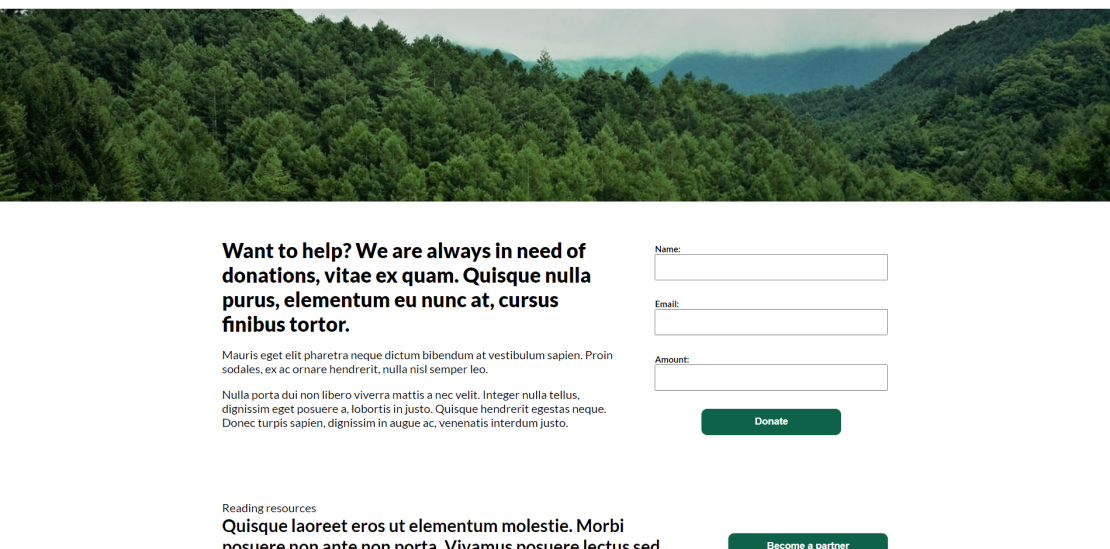 Want to help? We are always in need of
donations, vitae ex quam. Quisque nulla
purus, elementum eu nunc at, cursus
finibus tortor.
Mauris eget elit pharetra neque dictum bibendum at vestibulum sapien. Proin
sodales, ex ac ornare hendrerit, nulla nisl semper leo.
Nulla porta dui non libero viverra mattis a nec velit. Integer nulla tellus,
dignissim eget posuere a, lobortis in justo. Quisque hendrerit egestas neque.
Donec turpis sapien, dignissim in augue ac, venenatis interdum justo.
Name:
Email:
Amount:
Donate
Reading resources
Quisque laoreet eros ut elementum molestie. Morbi
posuere non ante non porta. Vivamus posuere lectus sed
Become a partner